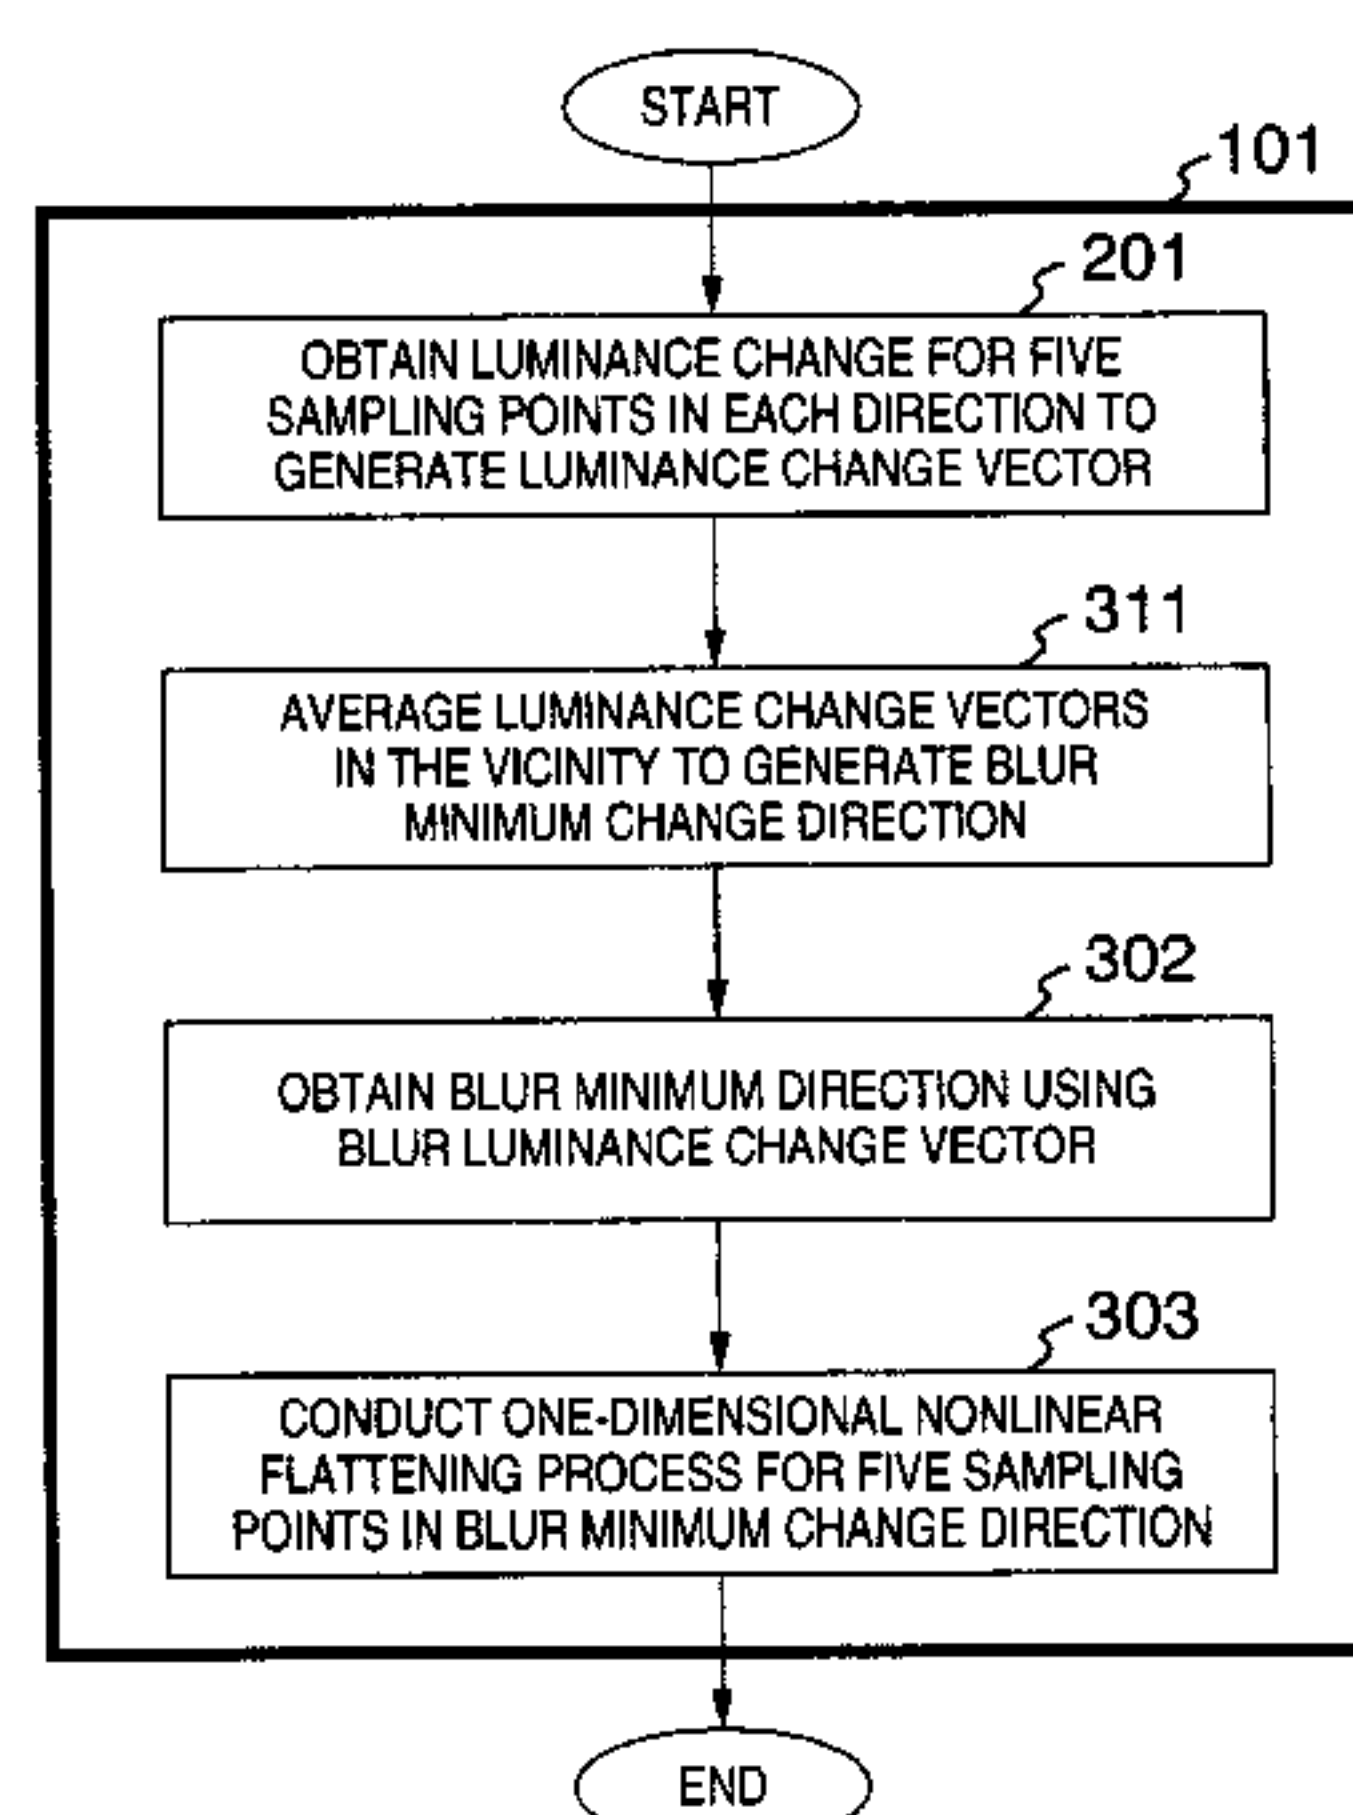 START
101
201
OBTAIN LUMINANCE CHANGE FOR FIVE
SAMPLING POINTS IN EACH DIRECTION TO
GENERATE LUMINANCE CHANGE VECTOR
311
AVERAGE LUMINANCE CHANGE VECTORS
IN THE VICINITY TO GENERATE BLUR
MINIMUM CHANGE DIRECTION
302
OBTAIN BLUR MINIMUM DIRECTION USING
BLUR LUMINANCE CHANGE VECTOR
303
CONDUCT ONE-DIMENSIONAL NONLINEAR
FLATTENING PROCESS FOR FIVE SAMPLING
POINTS IN BLUR MINIMUM CHANGE DIRECTION
END